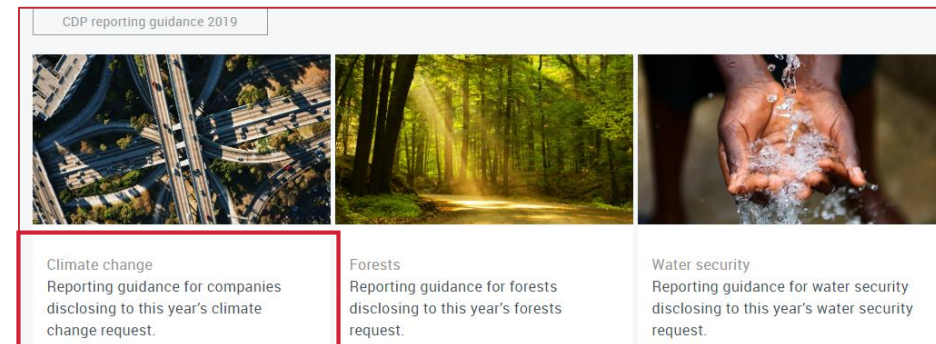 CDP reporting guidance 2019
Climate change
Reporting guidance for companies
disclosing to this year's climate
change request.
Forests
Reporting guidance for forests
disclosing to this year's forests
request.
Water security
Reporting guidance for water security
disclosing to this year's water security
request.